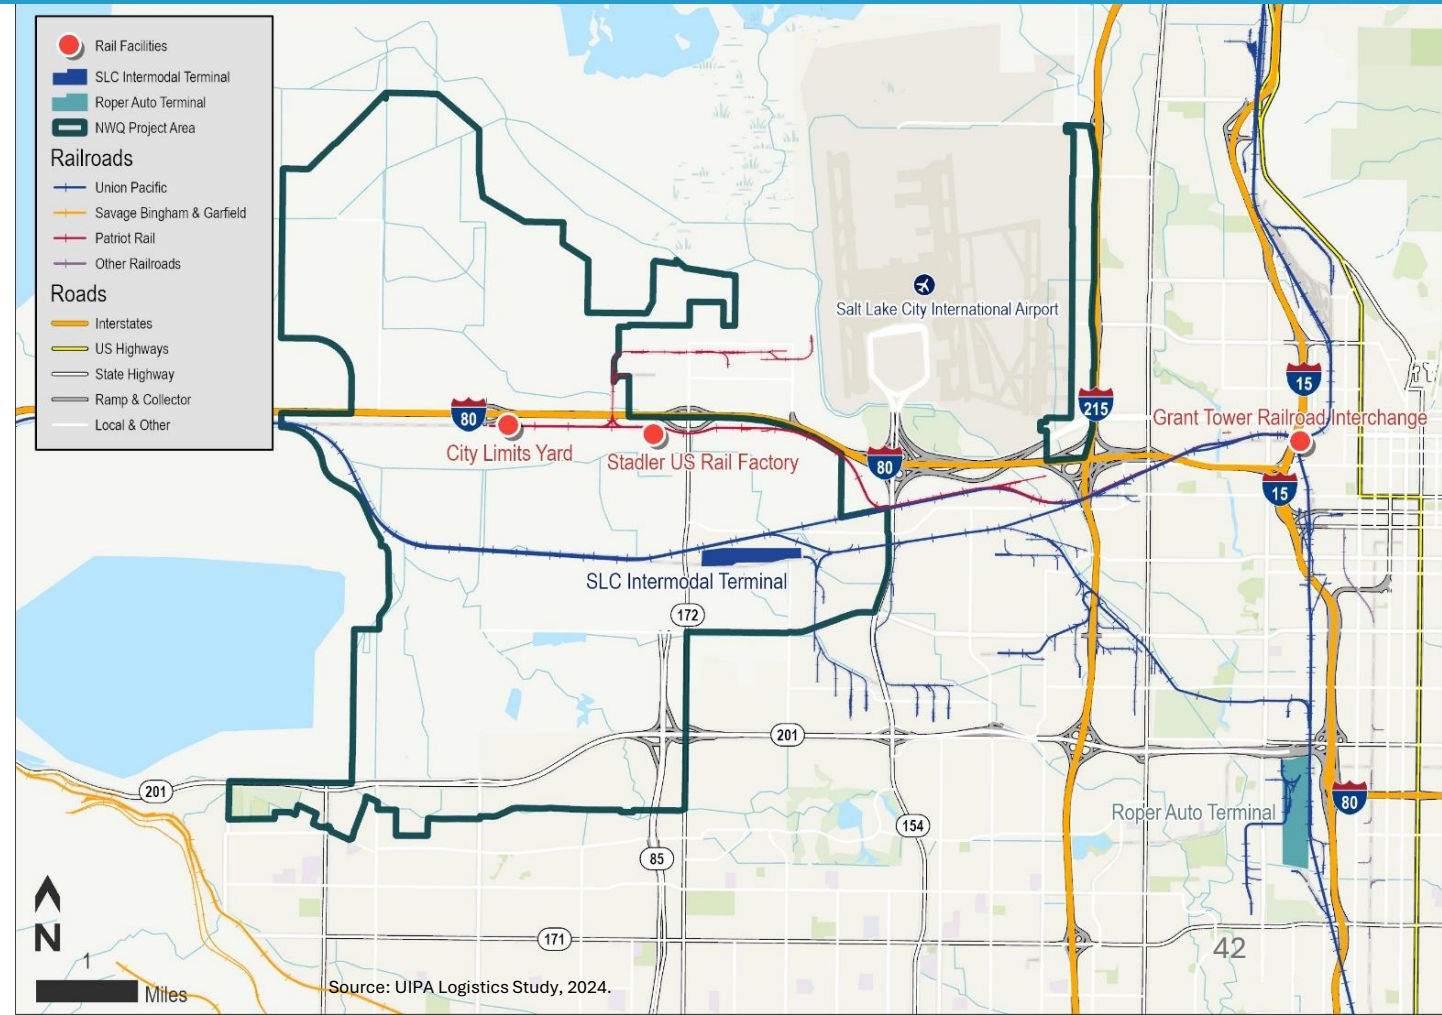 Rail Facilities
SLC Intermodal Terminal
Roper Auto Terminal
NWQ Project Area
Railroads
Union Pacific
Savage Bingham & Garfield
Patriot Rail
Other Railroads
Roads
Interstates
US Highways
State Highway
Ramp & Collector
Local & Other
Salt Lake City International Airport
15
215
80
City Limits Yard
Stadler US Rail Factory
80
Grant Tower Railroad Interchange
15
SLC Intermodal Terminal
172
201
201
Roper Auto Terminal
80
154
85
171
42
N
1
Miles
Source: UIPA Logistics Study, 2024.